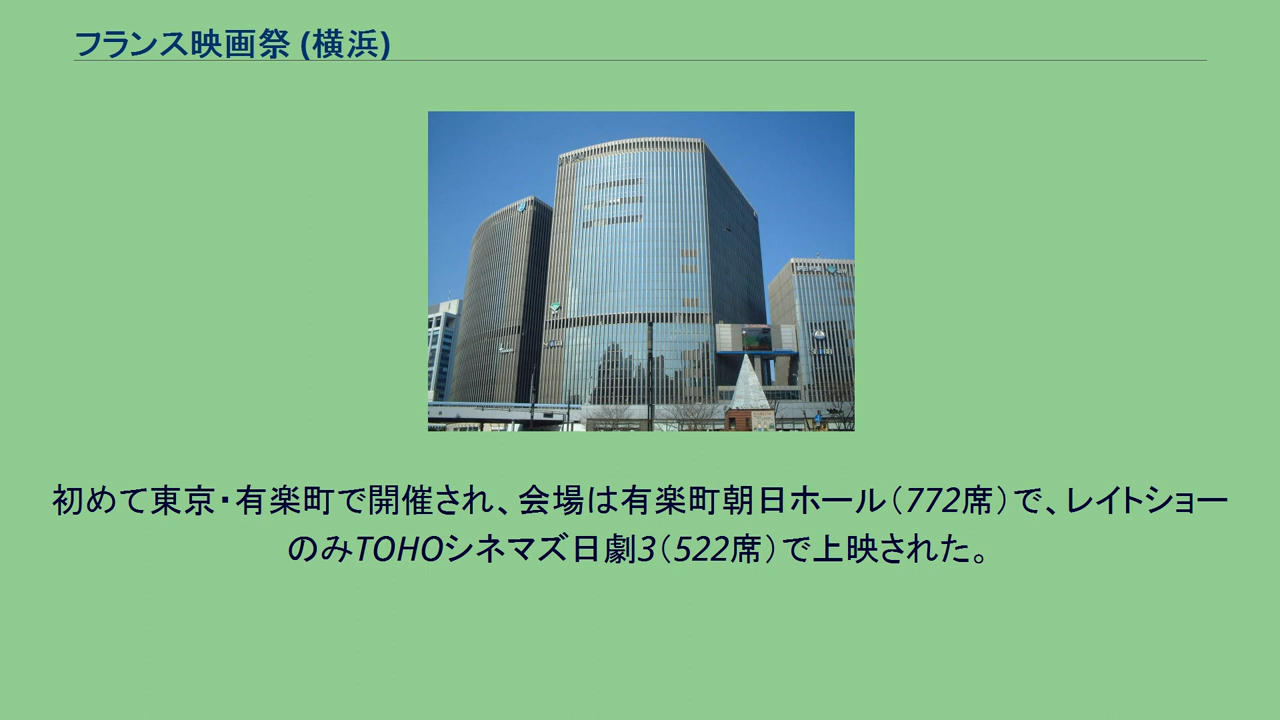 フランス映画祭 (横浜)
初めて東京・有楽町で開催され、会場は有楽町朝日ホール（772席）で、レイトショー
のみTOHOシネマズ日劇3（522席）で上映された。